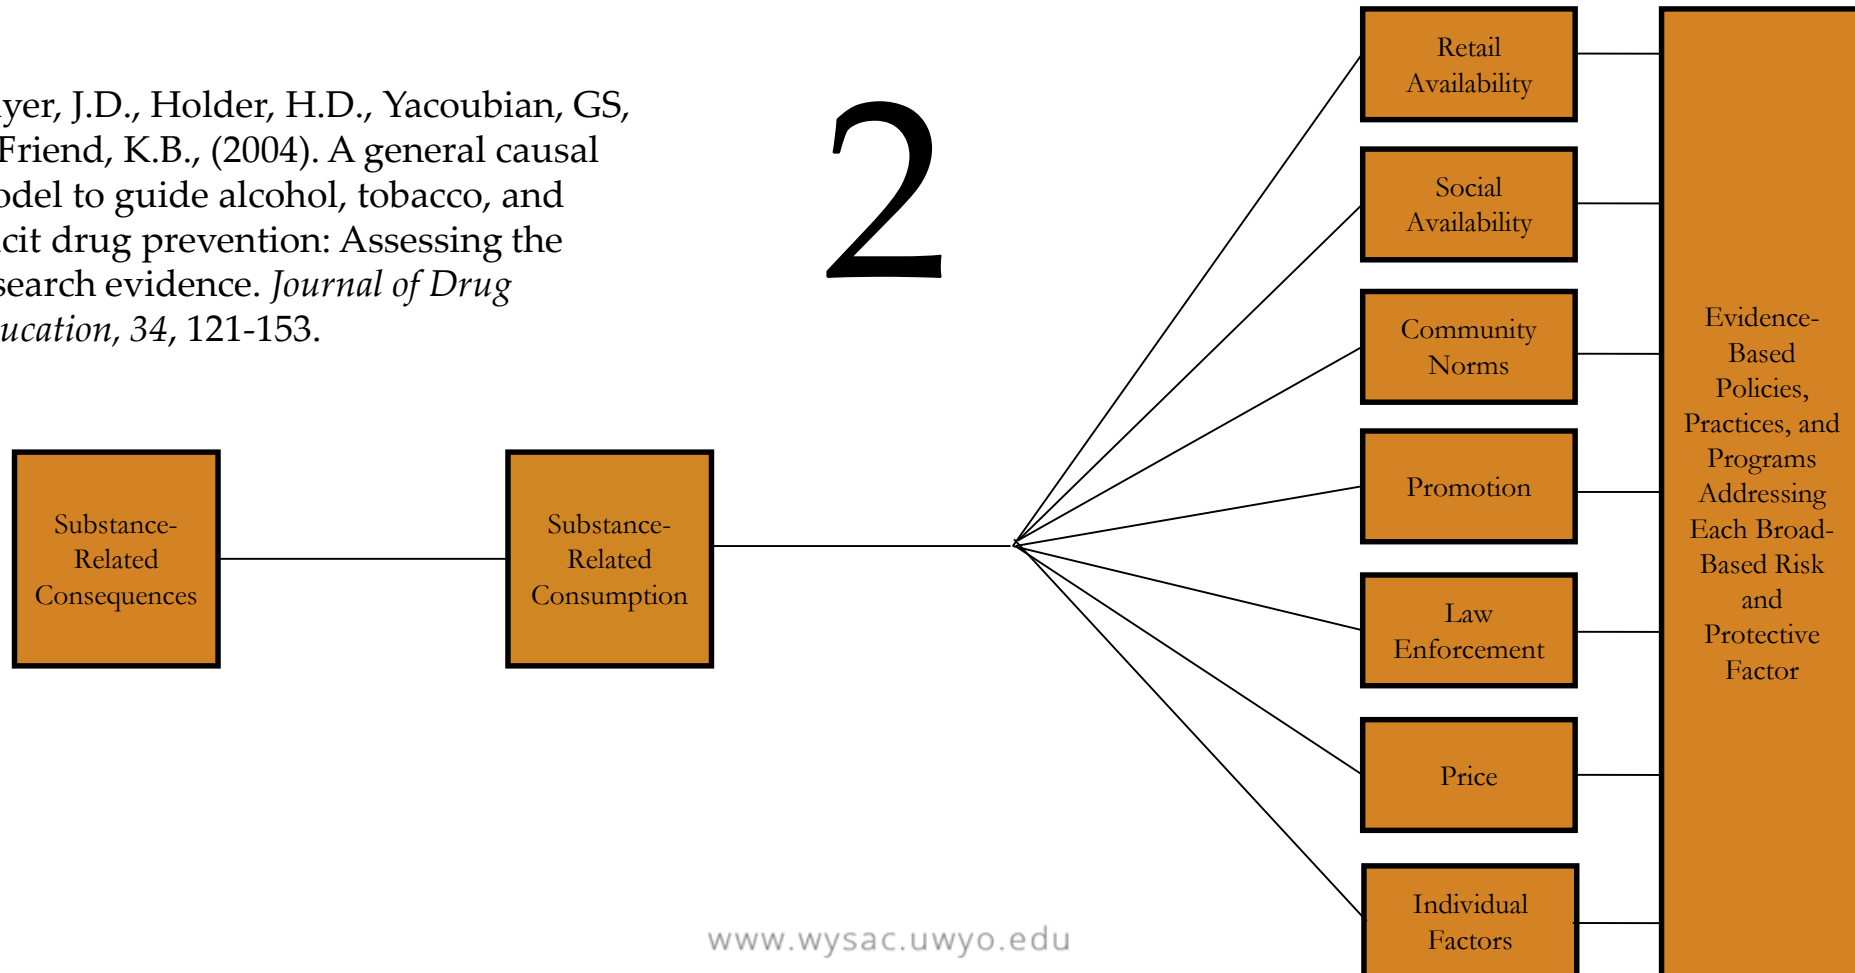 yer, J.D., Holder, H.D., Yacoubian, GS,
Friend, K.B., (2004). A general causal
odel to guide alcohol, tobacco, and
icit drug prevention: Assessing the
search evidence. Journal of Drug
ucation, 34, 121-153.
2
Substance-
Related
Consequences
Substance-
Related
Consumption
Retail
Availability
Social
Availability
Community
Norms
Promotion
Law
Enforcement
Price
Individual
Factors
Evidence-
Based
Policies,
Practices, and
Programs
Addressing
Each Broad-
Based Risk
and
Protective
Factor
www.wysac.uwyo.edu